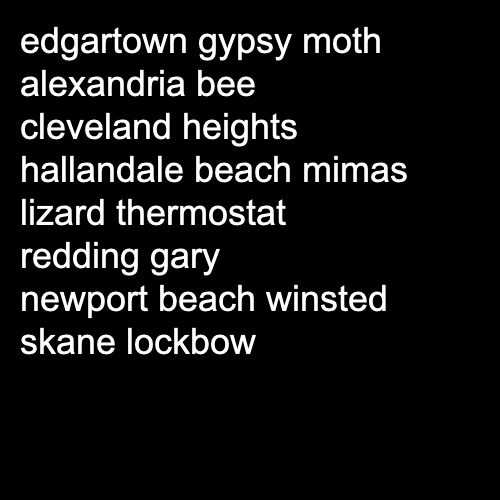 edgartown gypsy moth
alexandria bee
cleveland heights
hallandale beach mimas
lizard thermostat
redding gary
newport beach winsted
skane lockbow